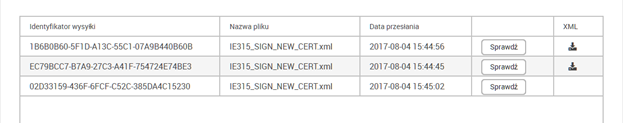 Identyfikator wysyłki Nazwa pliku Data przesłania XML
1B6B0B60-5F1D-A13C-55C1-07A9B440B60B IE315_SIGN_NEW_CERT.xml 2017-08-04 15:44:56 Sprawdź
EC79BCC7-B7A9-27C3-A41F-754724E74BE3 IE315_SIGN_NEW_CERT.xml 2017-08-04 15:44:45 Sprawdź
02D33159-436F-6FCF-C52C-385DA4C15230 IE315_SIGN_NEW_CERT.xml 2017-08-04 15:45:02 Sprawdź